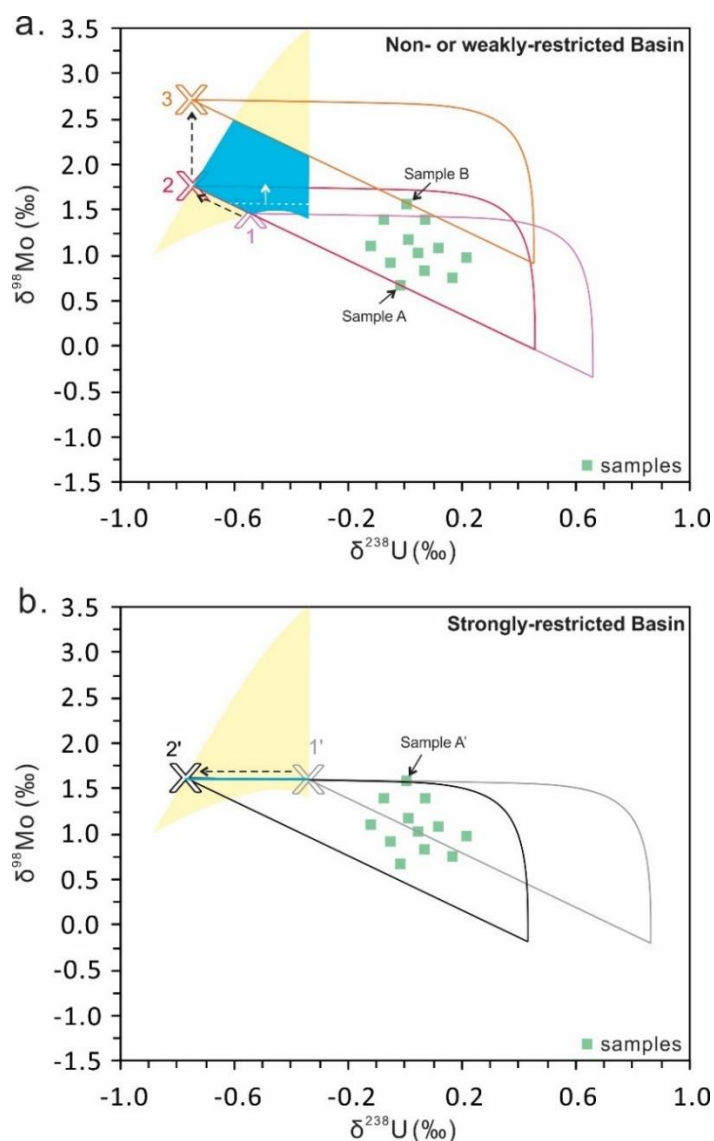 a.
Non- or weakly-restricted Basin
3.5
3.0
2.5
2.0
1.5
1.0
0.5
0.0
-0.5
-1.0
-1.5
δ⁹⁸Mo (‰)
3
2
1
Sample B
Sample A
samples
-1.0 -0.6 -0.2 0.2 0.6 1.0
δ²³⁸U (‰)
b.
Strongly-restricted Basin
3.5
3.0
2.5
2.0
1.5
1.0
0.5
0.0
-0.5
-1.0
-1.5
δ⁹⁸Mo (‰)
2'
1'
Sample A'
samples
-1.0 -0.6 -0.2 0.2 0.6 1.0
δ²³⁸U (‰)